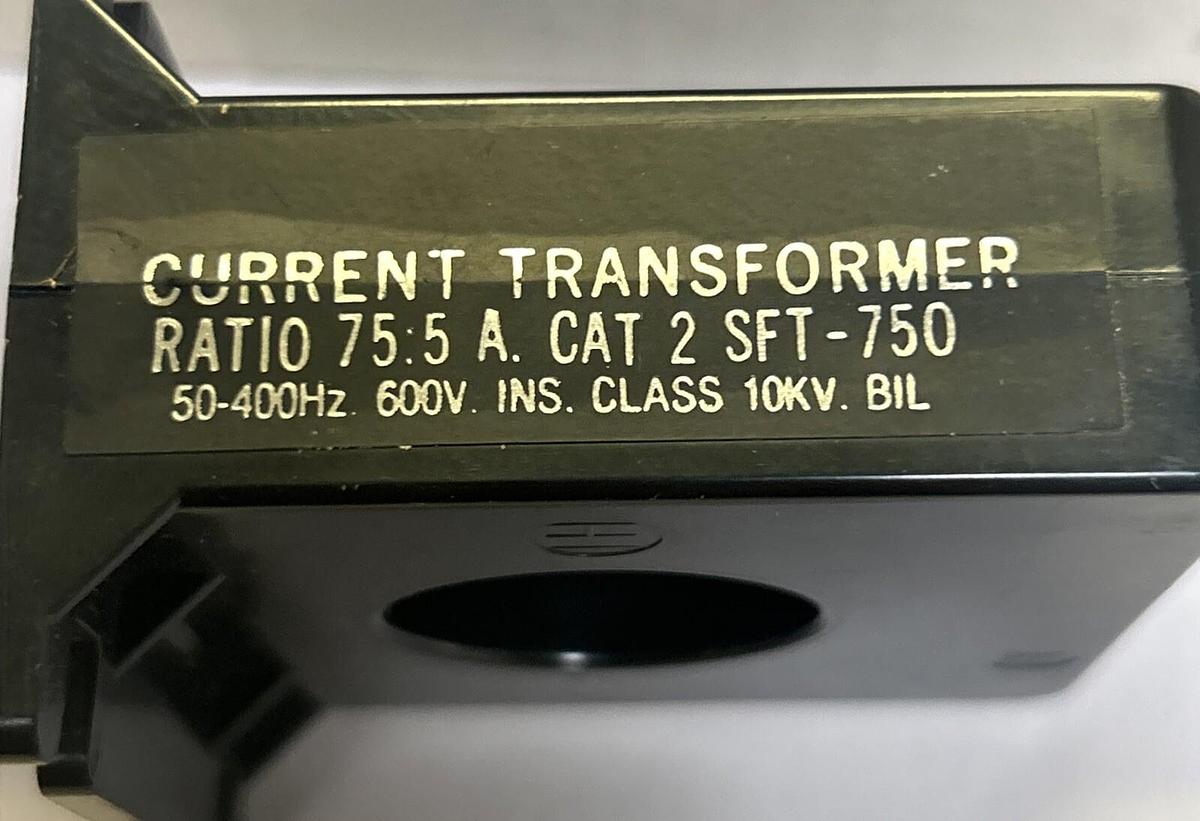 CURRENT TRANSFORMER
RATIO 75:5 A. CAT 2 SFT-750
50-400Hz. 600V. INS. CLASS 10KV. BIL